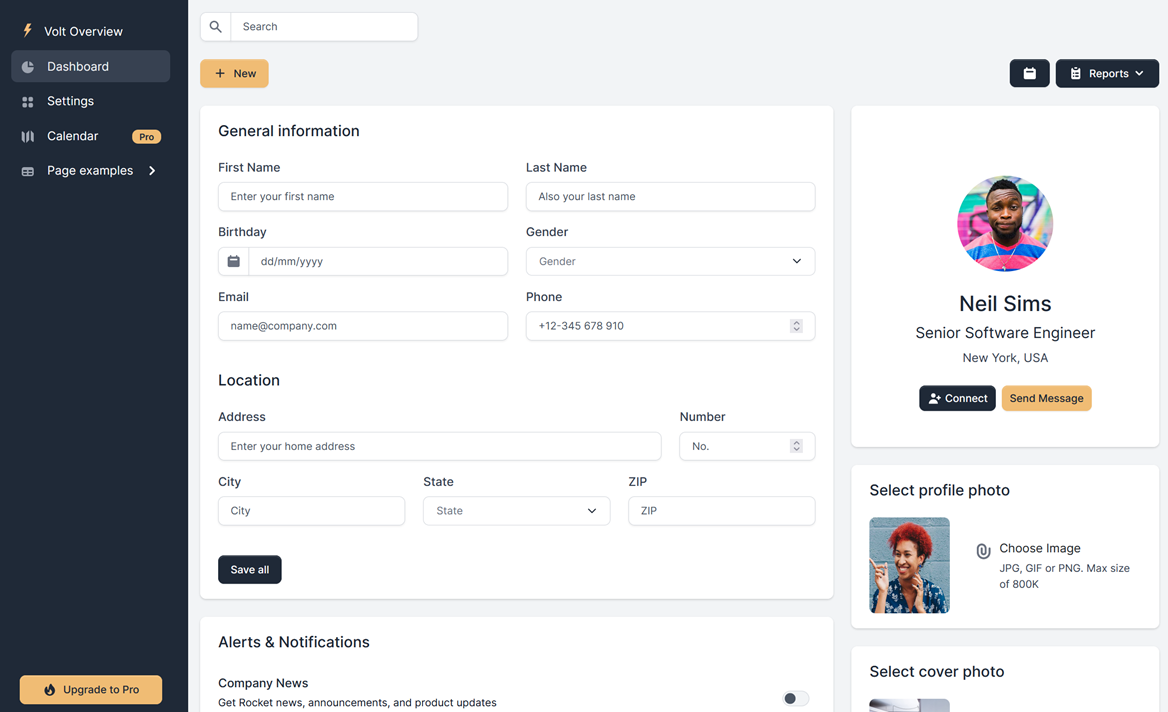 Volt Overview
Dashboard
Settings
Calendar
Pro
Page examples
Upgrade to Pro
Search
New
Reports
General information
First Name
Last Name
Enter your first name
Also your last name
Birthday
Gender
dd/mm/yyyy
Gender
Email
Phone
name@company.com
+12-345 678 910
Location
Address
Number
Enter your home address
No.
City
State
ZIP
City
State
ZIP
Save all
Alerts & Notifications
Company News
Get Rocket news, announcements, and product updates
Neil Sims
Senior Software Engineer
New York, USA
Connect
Send Message
Select profile photo
Choose Image
JPG, GIF or PNG. Max size
of 800K
Select cover photo